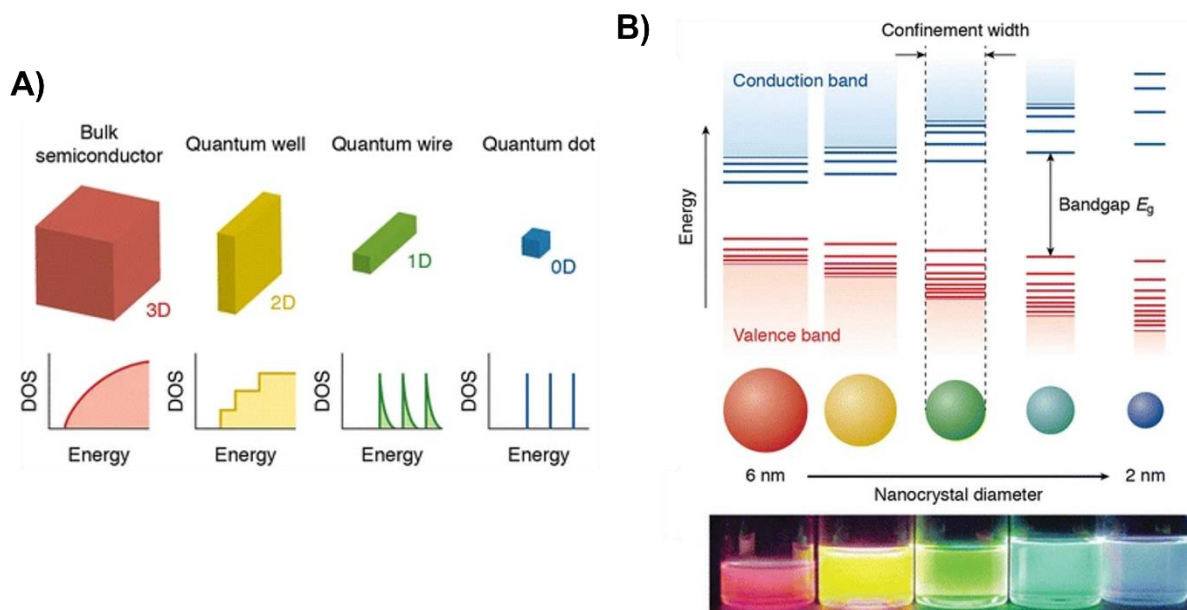 A)
Bulk
semiconductor
Quantum well
Quantum wire
Quantum dot
3D
2D
1D
0D
DOS
DOS
DOS
DOS
Energy
Energy
Energy
Energy
B)
Confinement width
Conduction band
Energy
Bandgap Eg
Valence band
6 nm
2 nm
Nanocrystal diameter